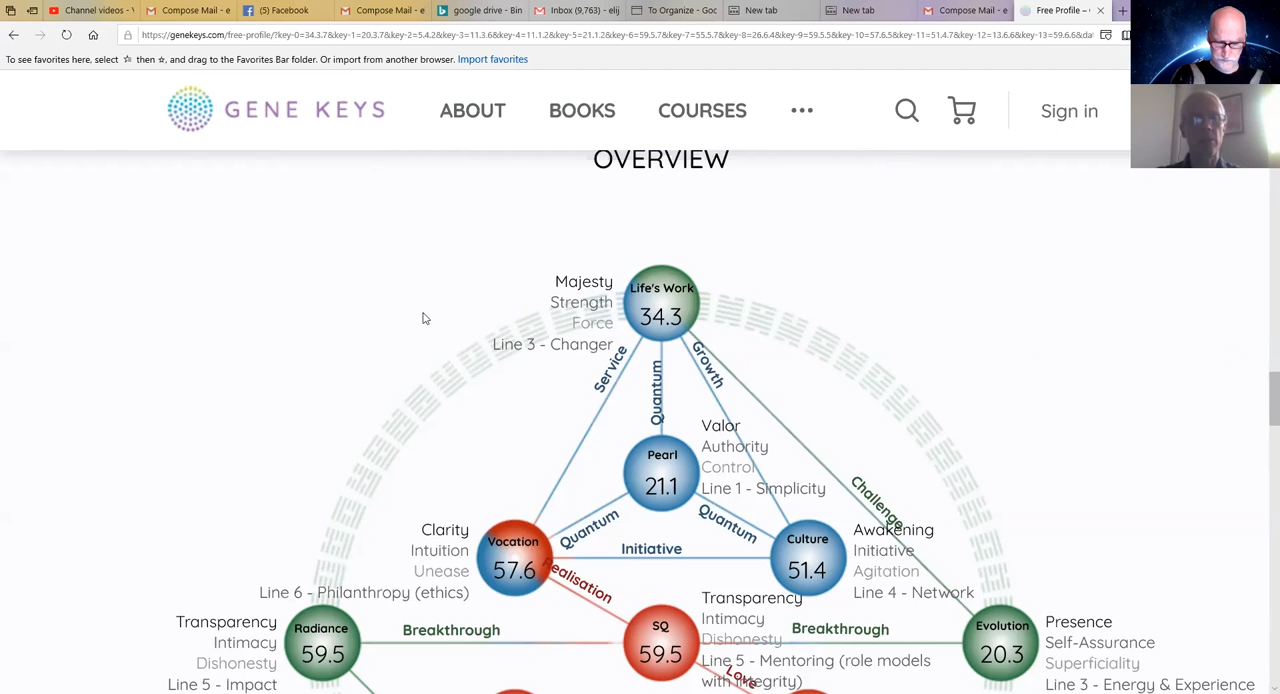 Channel videos - Y
Compose Mail - e
(5) Facebook
Compose Mail - e
google drive - Bin
Inbox (9,763) - elij
To Organize - Goo
New tab
New tab
Compose Mail - e
Free Profile –
https://genekeys.com/free-profile/?key-0=34.3.7&key-1=20.3.7&key-2=5.4.2&key-3=11.3.6&key-4=11.1.2&key-5=21.1.2&key-6=59.5.7&key-7=55.5.7&key-8=26.6.4&key-9=59.5.5&key-10=57.6.5&key-11=51.4.7&key-12=13.6.6&key-13=59.6.6&dat
To see favorites here, select ☆ then ☆, and drag to the Favorites Bar folder. Or import from another browser. Import favorites
GENE KEYS
ABOUT
BOOKS
COURSES
Sign in
OVERVIEW
Majesty
Strength
Force
Line 3 - Changer
Life's Work
34.3
Service
Quantum
Growth
Challenge
Pearl
21.1
Valor
Authority
Control
Line 1 - Simplicity
Quantum
Quantum
Clarity
Intuition
Unease
Line 6 - Philanthropy (ethics)
Vocation
57.6
Initiative
Culture
51.4
Awakening
Initiative
Agitation
Line 4 - Network
Realisation
Transparency
Intimacy
Dishonesty
Line 5 - Impact
Radiance
59.5
Breakthrough
SQ
59.5
Transparency
Intimacy
Dishonesty
Line 5 - Mentoring (role models
with integrity)
Love
Breakthrough
Evolution
20.3
Presence
Self-Assurance
Superficiality
Line 3 - Energy & Experience